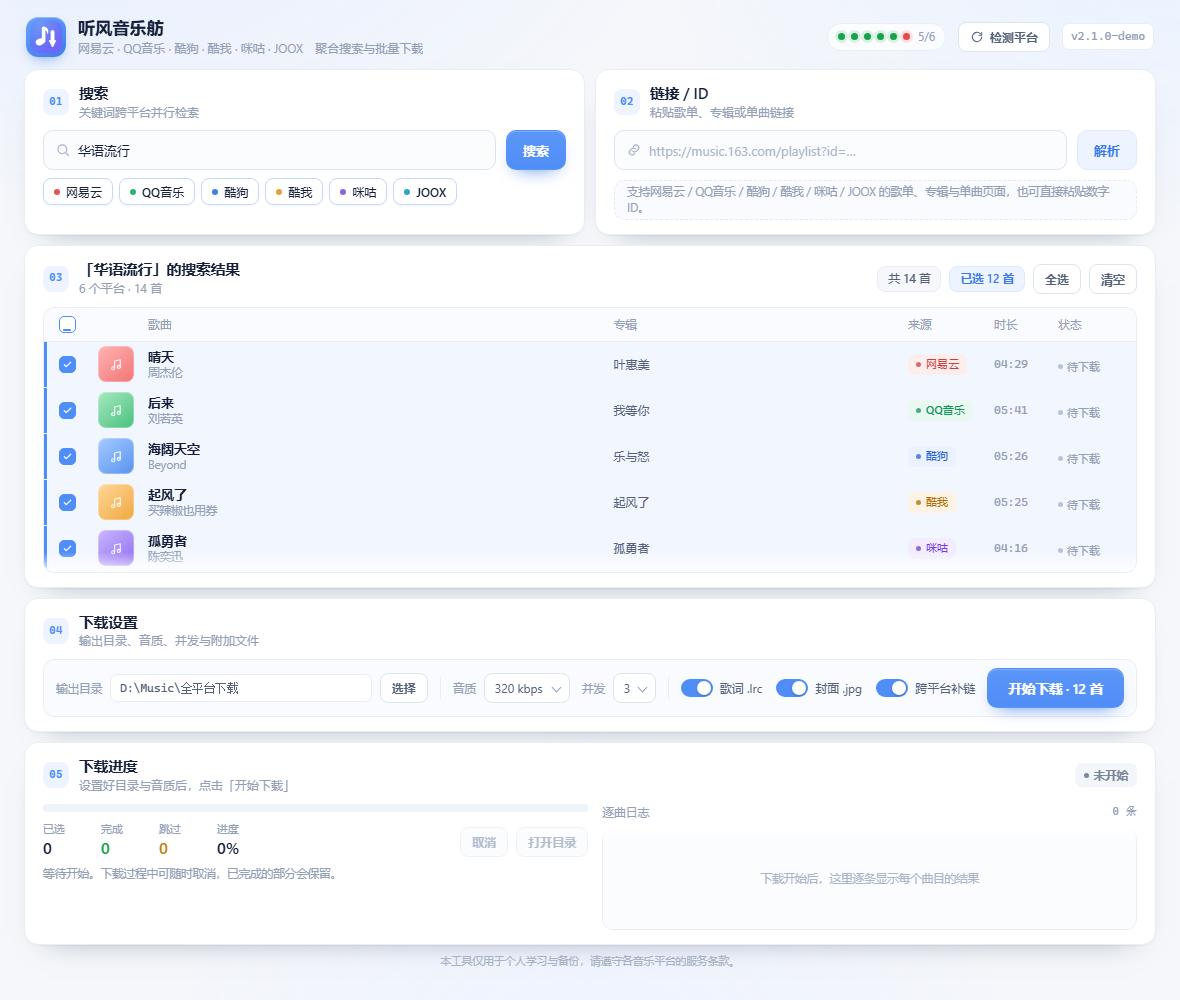 听风音乐舫
网易云 · QQ音乐 · 酷狗 · 酷我 · 咪咕 · JOOX 聚合搜索与批量下载
5/6
检测平台
v2.1.0-demo
01
搜索
关键词跨平台并行检索
华语流行
搜索
网易云
QQ音乐
酷狗
酷我
咪咕
JOOX
02
链接 / ID
粘贴歌单、专辑或单曲链接
https://music.163.com/playlist?id=...
解析
支持网易云 / QQ音乐 / 酷狗 / 酷我 / 咪咕 / JOOX 的歌单、专辑与单曲页面，也可直接粘贴数字
ID。
03
「华语流行」的搜索结果
6 个平台 · 14 首
共 14 首
已选 12 首
全选
清空
歌曲 专辑 来源 时长 状态
晴天
周杰伦
叶惠美 网易云 04:29 待下载
后来
刘若英
我等你 QQ音乐 05:41 待下载
海阔天空
Beyond
乐与怒 酷狗 05:26 待下载
起风了
买辣椒也用券
起风了 酷我 05:25 待下载
孤勇者
陈奕迅
孤勇者 咪咕 04:16 待下载
04
下载设置
输出目录、音质、并发与附加文件
输出目录 D:\Music\全平台下载 选择 音质 320 kbps 并发 3 歌词 .lrc 封面 .jpg 跨平台补链 开始下载 · 12 首
05
下载进度
设置好目录与音质后，点击「开始下载」
未开始
已选 完成 跳过 进度
0 0 0 0%
取消
打开目录
等待开始。下载过程中可随时取消，已完成的部分会保留。
逐曲日志
0 条
下载开始后，这里逐条显示每个曲目的结果
本工具仅用于个人学习与备份，请遵守各音乐平台的服务条款。